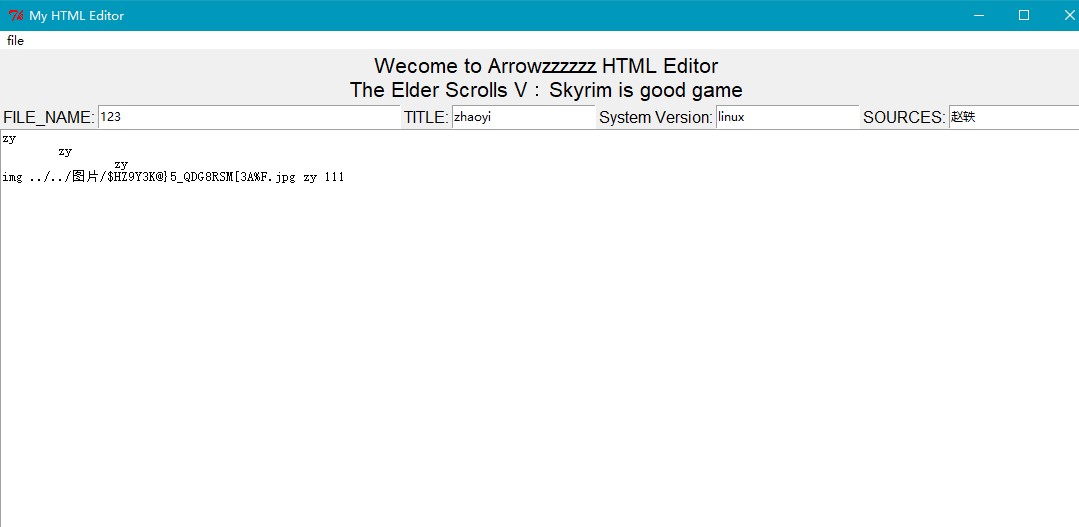 My HTML Editor
file
Wecome to Arrowzzzzzz HTML Editor
The Elder Scrolls V：Skyrim is good game
FILE_NAME: 123 TITLE: zhaoyi System Version: linux SOURCES: 赵轶
zy
zy
zy
img ../../图片/$HZ9Y3K@}5_QDG8RSM[3A%F.jpg zy 111